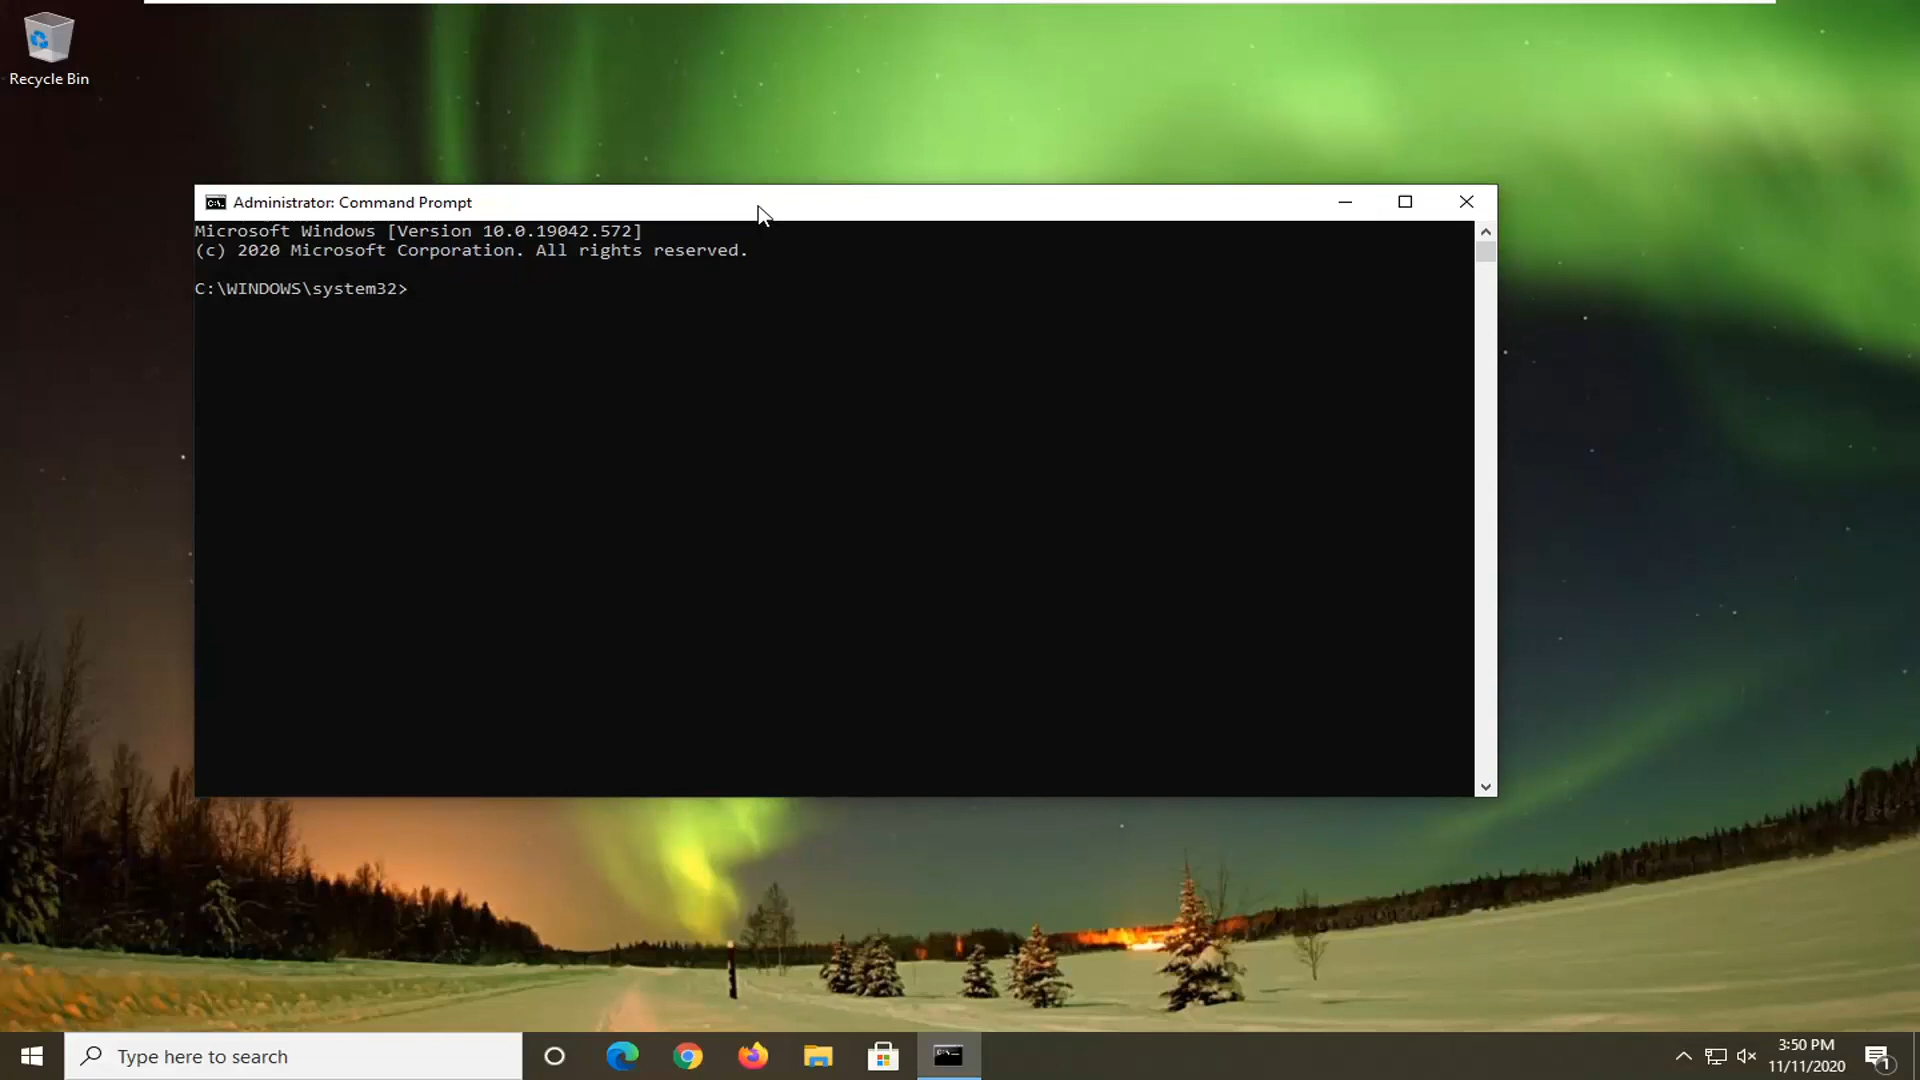 Recycle Bin
Administrator: Command Prompt
Microsoft Windows [Version 10.0.19042.572]
(c) 2020 Microsoft Corporation. All rights reserved.
C:\WINDOWS\system32>
Type here to search
3:50 PM
11/11/2020
1